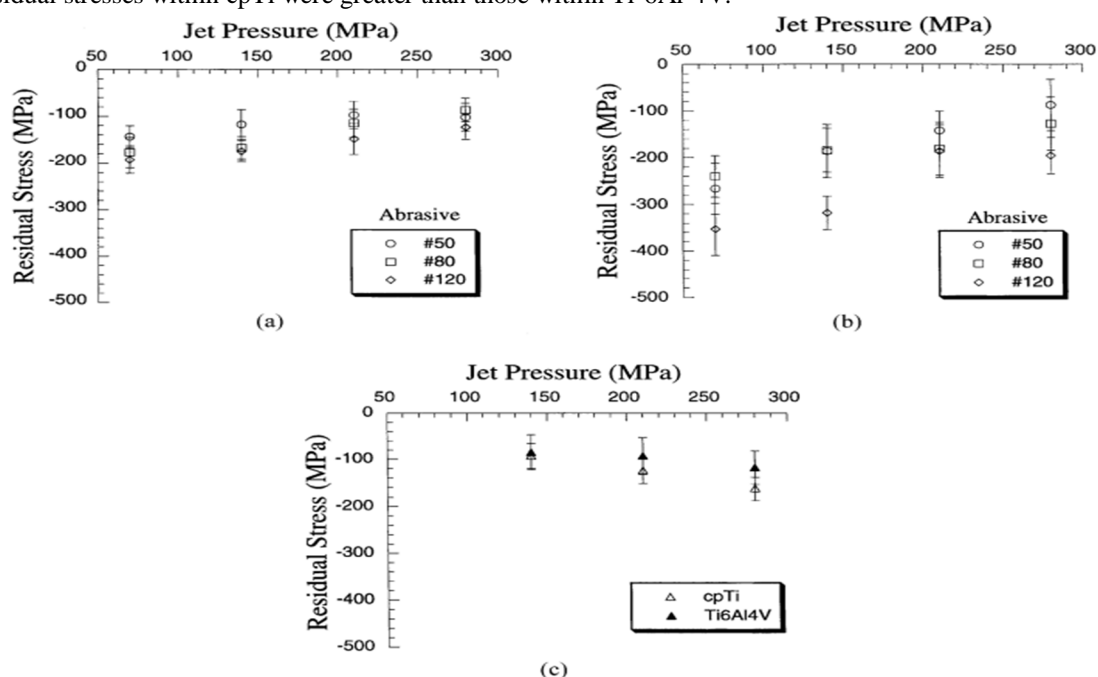 residual stresses within cpTi were greater than those within Ti-6Al-4V.
Jet Pressure (MPa)
50 100 150 200 250 300
0
-100
-200
-300
-400
-500
Residual Stress (MPa)
Abrasive
#50
#80
#120
(a)
Jet Pressure (MPa)
50 100 150 200 250 300
0
-100
-200
-300
-400
-500
Residual Stress (MPa)
Abrasive
#50
#80
#120
(b)
Jet Pressure (MPa)
50 100 150 200 250 300
0
-100
-200
-300
-400
-500
Residual Stress (MPa)
cpTi
Ti6Al4V
(c)